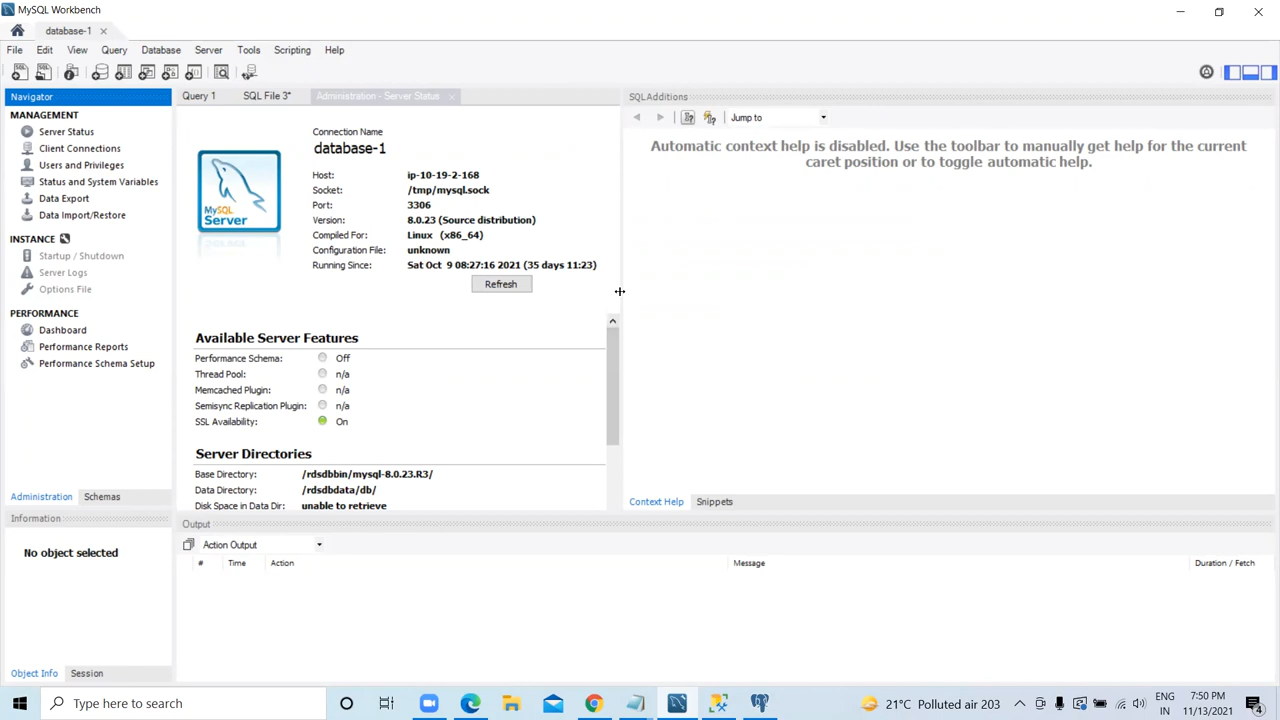 MySQL Workbench
database-1
File Edit View Query Database Server Tools Scripting Help
Navigator
MANAGEMENT
Server Status
Client Connections
Users and Privileges
Status and System Variables
Data Export
Data Import/Restore
INSTANCE
Startup / Shutdown
Server Logs
Options File
PERFORMANCE
Dashboard
Performance Reports
Performance Schema Setup
Administration Schemas
Information
No object selected
Object Info Session
Query 1 SQL File 3* Administration - Server Status
MySQL
Server
Connection Name
database-1
Host: ip-10-19-2-168
Socket: /tmp/mysql.sock
Port: 3306
Version: 8.0.23 (Source distribution)
Compiled For: Linux (x86_64)
Configuration File: unknown
Running Since: Sat Oct 9 08:27:16 2021 (35 days 11:23)
Refresh
Available Server Features
Performance Schema: Off
Thread Pool: n/a
Memcached Plugin: n/a
Semisync Replication Plugin: n/a
SSL Availability: On
Server Directories
Base Directory: /rdsdbbin/mysql-8.0.23.R3/
Data Directory: /rdsdbdata/db/
Disk Space in Data Dir: unable to retrieve
SQLAdditions
Jump to
Automatic context help is disabled. Use the toolbar to manually get help for the current
caret position or to toggle automatic help.
Context Help Snippets
Output
Action Output
# Time Action Message Duration / Fetch
Type here to search
21°C Polluted air 203
ENG
IN
7:50 PM
11/13/2021
4